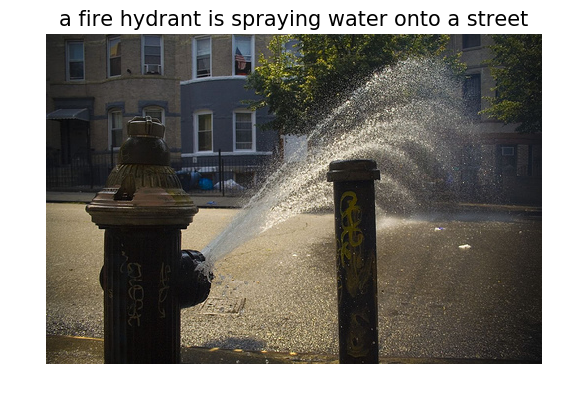 a fire hydrant is spraying water onto a street